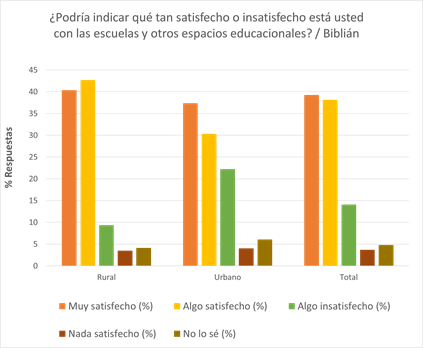 ¿Podría indicar qué tan satisfecho o insatisfecho está usted
con las escuelas y otros espacios educacionales? / Biblián
% Respuestas
45
40
35
30
25
20
15
10
5
0
Rural Urbano Total
Muy satisfecho (%) Algo satisfecho (%) Algo insatisfecho (%)
Nada satisfecho (%) No lo sé (%)